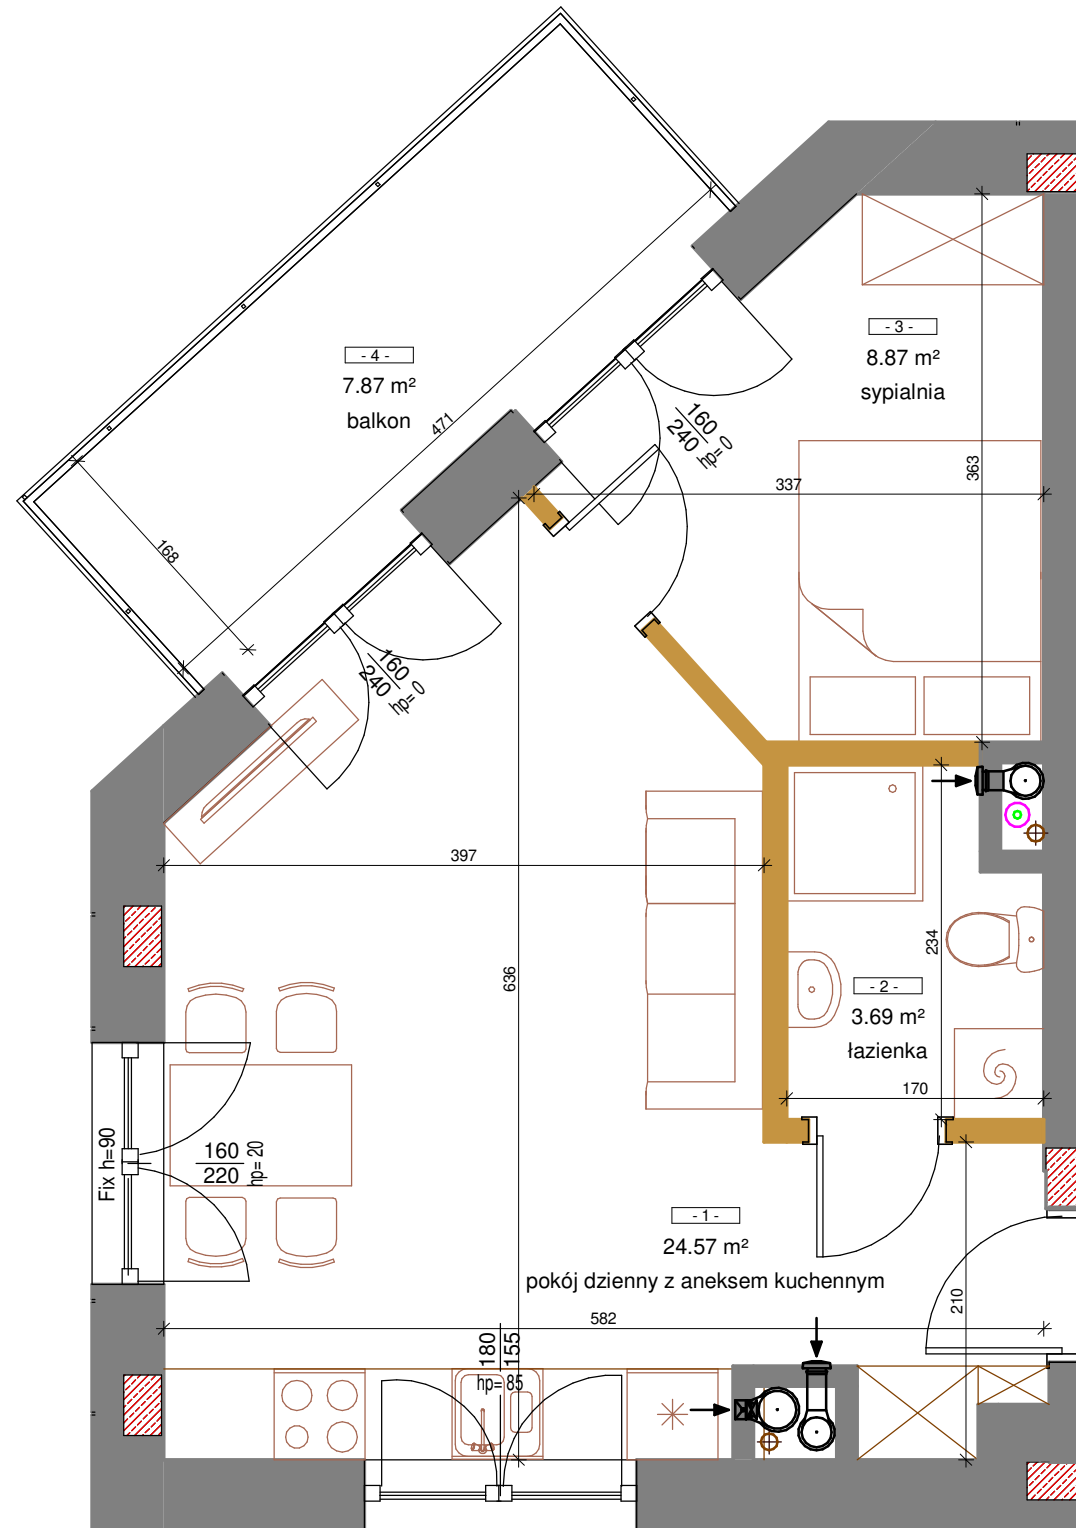 - 4 -
7.87 m²
balkon
471
168
- 3 -
8.87 m²
sypialnia
160
240
hp= 0
337
363
160
240
hp= 0
397
636
234
- 2 -
3.69 m²
łazienka
170
Fix h=90
160
220
hp= 20
- 1 -
24.57 m²
pokój dzienny z aneksem kuchennym
582
210
180
155
hp= 85